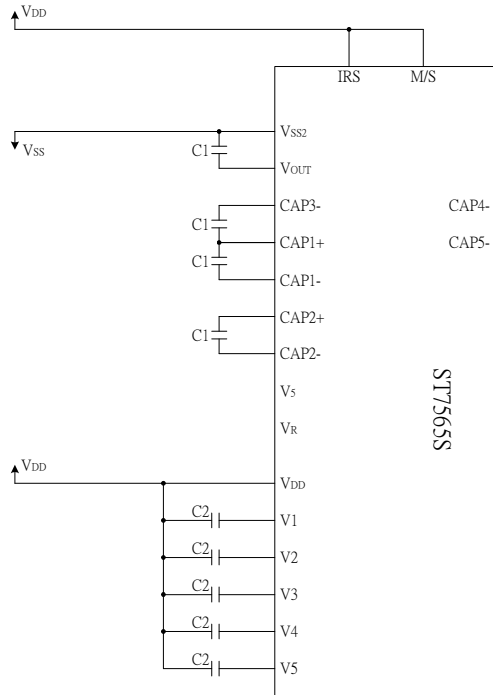 VDD
IRS M/S
VSS2
VSS
C1
VOUT
CAP3- CAP4-
C1
CAP1+ CAP5-
C1
CAP1-
CAP2+
C1
CAP2-
V5
ST7565S
VR
VDD
VDD
C2 V1
C2 V2
C2 V3
C2 V4
C2 V5